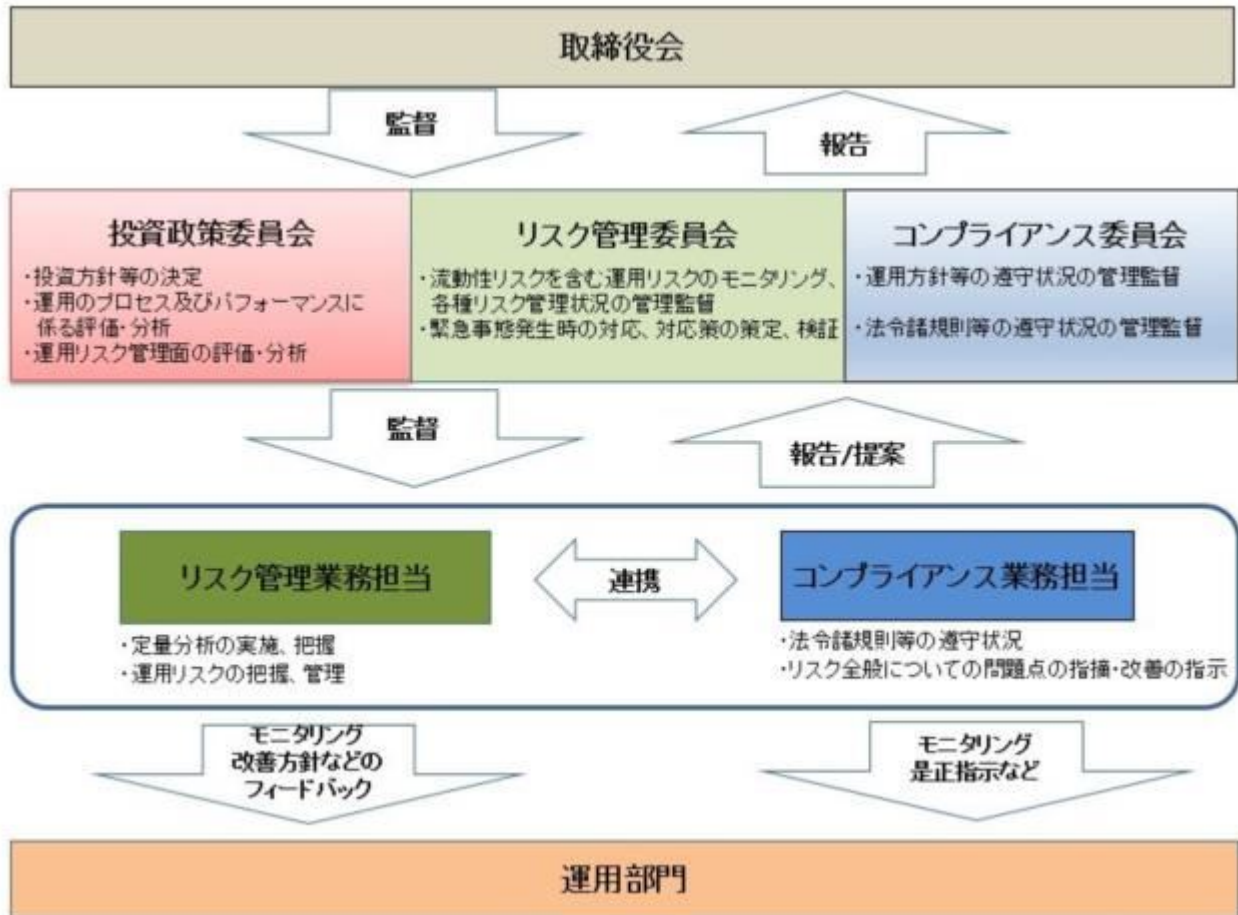 取締役会
監督
報告
投資政策委員会
・投資方針等の決定
・運用のプロセス及びパフォーマンスに
係る評価・分析
・運用リスク管理面の評価・分析
リスク管理委員会
・流動性リスクを含む運用リスクのモニタリング、
各種リスク管理状況の管理監督
・緊急事態発生時の対応、対応策の策定、検証
コンプライアンス委員会
・運用方針等の遵守状況の管理監督
・法令諸規則等の遵守状況の管理監督
監督
報告/提案
リスク管理業務担当
・定量分析の実施、把握
・運用リスクの把握、管理
連携
コンプライアンス業務担当
・法令諸規則等の遵守状況
・リスク全般についての問題点の指摘・改善の指示
モニタリング
改善方針などの
フィードバック
モニタリング
是正指示など
運用部門